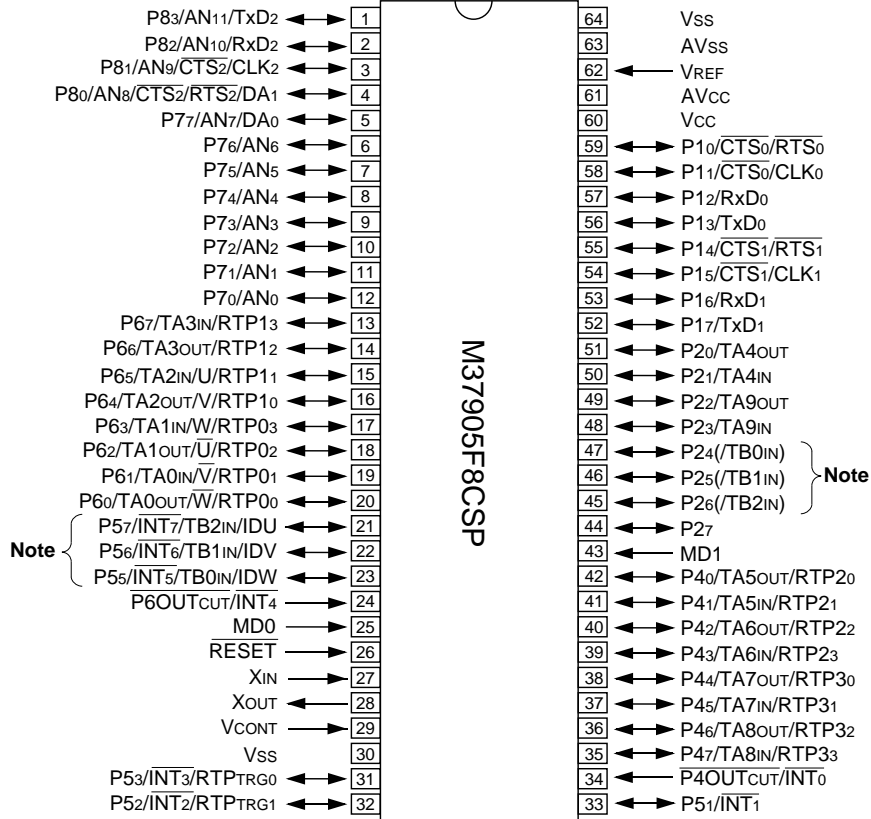 P83/AN11/TxD2 1
P82/AN10/RxD2 2
P81/AN9/CTS2/CLK2 3
P80/AN8/CTS2/RTS2/DA1 4
P77/AN7/DA0 5
P76/AN6 6
P75/AN5 7
P74/AN4 8
P73/AN3 9
P72/AN2 10
P71/AN1 11
P70/AN0 12
P67/TA3IN/RTP13 13
P66/TA3OUT/RTP12 14
P65/TA2IN/U/RTP11 15
P64/TA2OUT/V/RTP10 16
P63/TA1IN/W/RTP03 17
P62/TA1OUT/U/RTP02 18
P61/TA0IN/V/RTP01 19
P60/TA0OUT/W/RTP00 20
P57/INT7/TB2IN/IDU 21
Note P56/INT6/TB1IN/IDV 22
P55/INT5/TB0IN/IDW 23
P6OUTCUT/INT4 24
MD0 25
RESET 26
XIN 27
XOUT 28
VCONT 29
VSS 30
P53/INT3/RTPTRG0 31
P52/INT2/RTPTRG1 32
M37905F8CSP
64 VSS
63 AVSS
62 VREF
61 AVCC
60 VCC
59 P10/CTS0/RTS0
58 P11/CTS0/CLK0
57 P12/RxD0
56 P13/TxD0
55 P14/CTS1/RTS1
54 P15/CTS1/CLK1
53 P16/RxD1
52 P17/TxD1
51 P20/TA4OUT
50 P21/TA4IN
49 P22/TA9OUT
48 P23/TA9IN
47 P24(/TB0IN)
46 P25(/TB1IN) Note
45 P26(/TB2IN)
44 P27
43 MD1
42 P40/TA5OUT/RTP20
41 P41/TA5IN/RTP21
40 P42/TA6OUT/RTP22
39 P43/TA6IN/RTP23
38 P44/TA7OUT/RTP30
37 P45/TA7IN/RTP31
36 P46/TA8OUT/RTP32
35 P47/TA8IN/RTP33
34 P4OUTCUT/INT0
33 P51/INT1